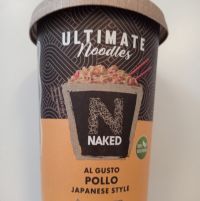 ULTIMATE
Noodles
N
NAKED
AL GUSTO
POLLO
JAPANESE STYLE